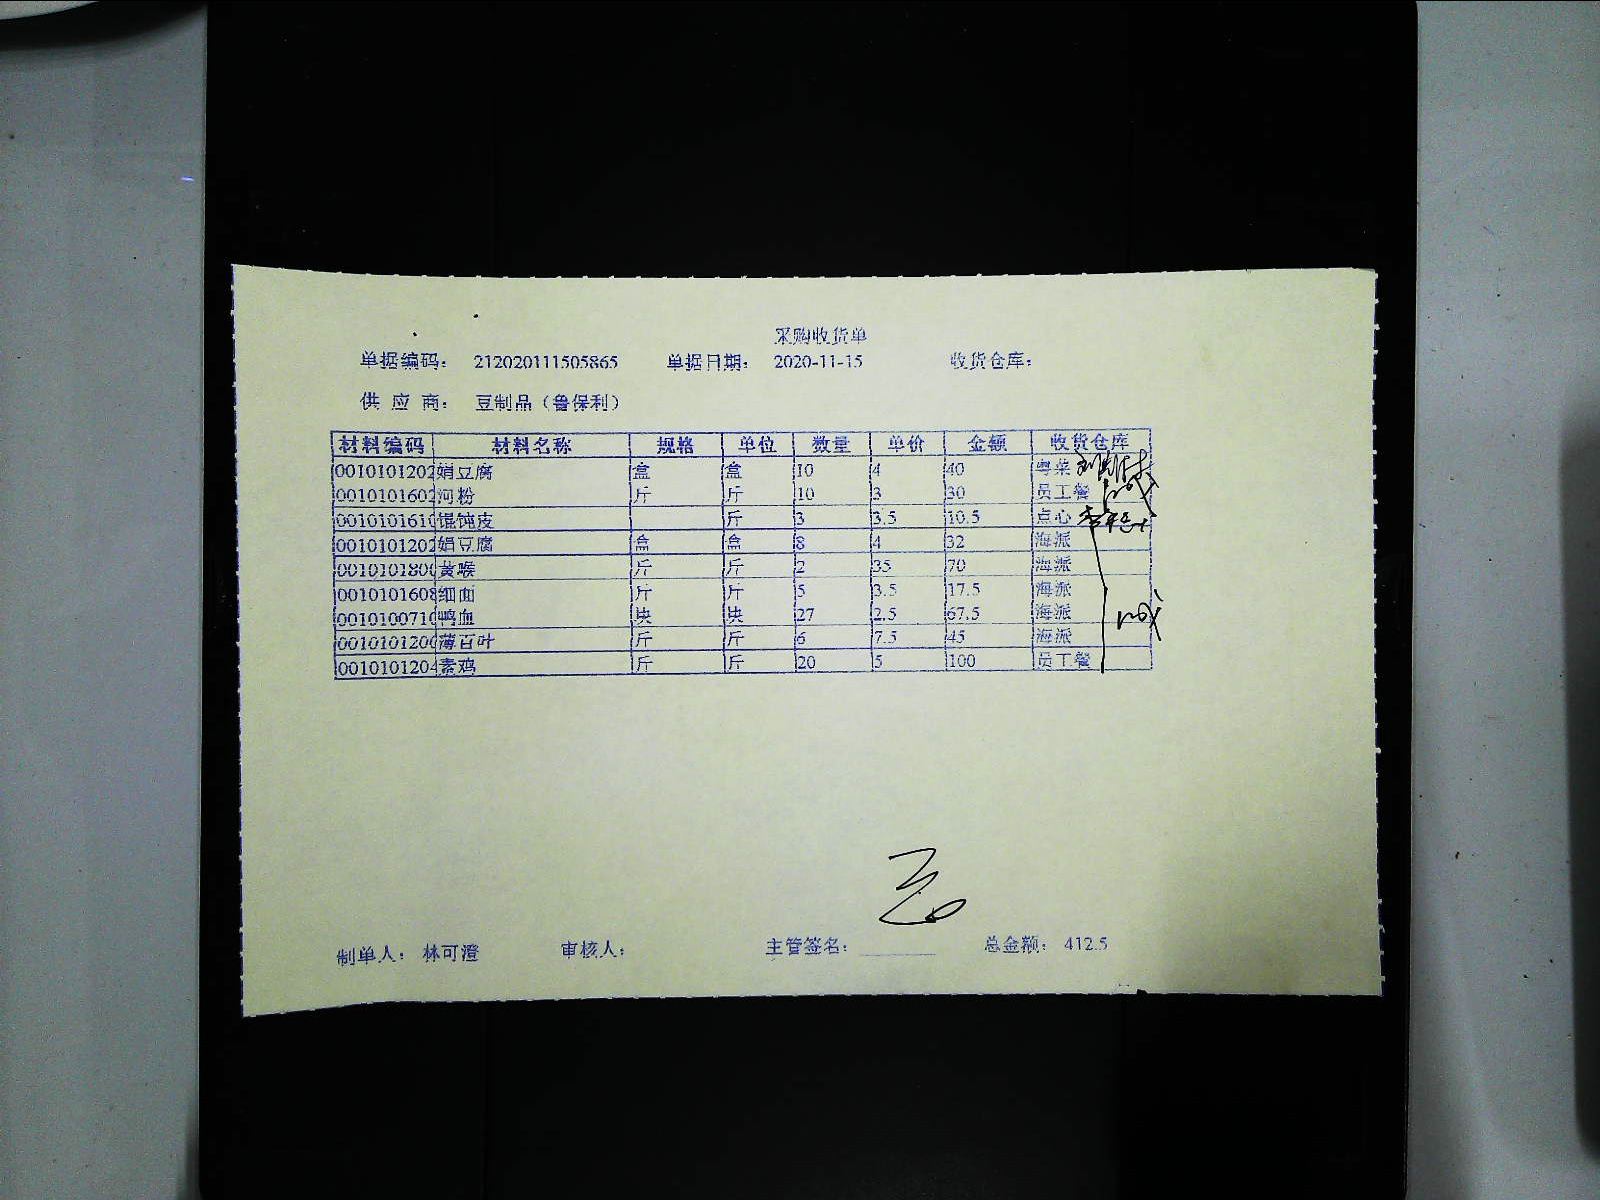 采购收货单
单据编码： 212020111505865 单据日期： 2020-11-15 收货仓库：
供 应 商： 豆制品（鲁保利）
材料编码 材料名称 规格 单位 数量 单价 金额 收货仓库
0010101202 娟豆腐 盒 盒 10 4 40 粤菜
0010101602 河粉 斤 斤 10 3 30 员工餐
0010101610 馄饨皮 斤 3 3.5 10.5 点心
0010101202 娟豆腐 盒 盒 8 4 32 海派
0010101800 黄喉 斤 斤 2 35 70 海派
0010101608 细面 斤 斤 5 3.5 17.5 海派
0010100710 鸭血 块 块 27 2.5 67.5 海派
0010101200 薄百叶 斤 斤 6 7.5 45 海派
0010101204 素鸡 斤 斤 20 5 100 员工餐
制单人： 林可澄 审核人： 主管签名： 总金额： 412.5